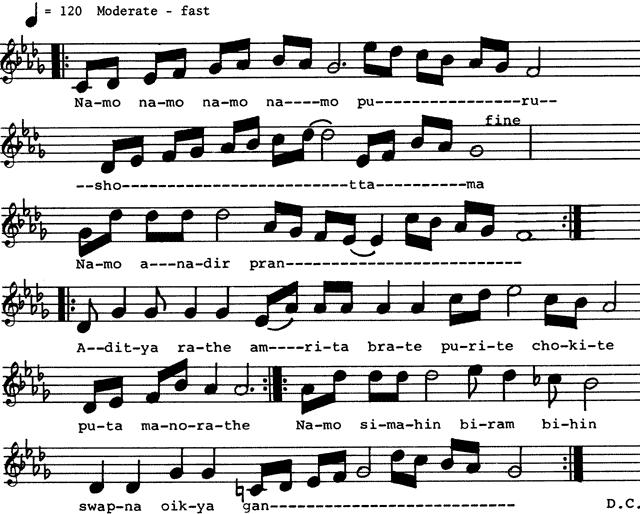 = 120 Moderate - fast
Na-mo na-mo na-mo na----mo pu----------------ru--
fine
--sho-------------------------tta----------ma
Na-mo a---na-dir pran--------------------------
A--dit-ya ra-the am----ri-ta bra-te pu-ri-te cho-ki-te
pu-ta ma-no-ra-the Na-mo si-ma-hin bi-ram bi-hin
swap-na oik-ya gan---------------------------
D.C.